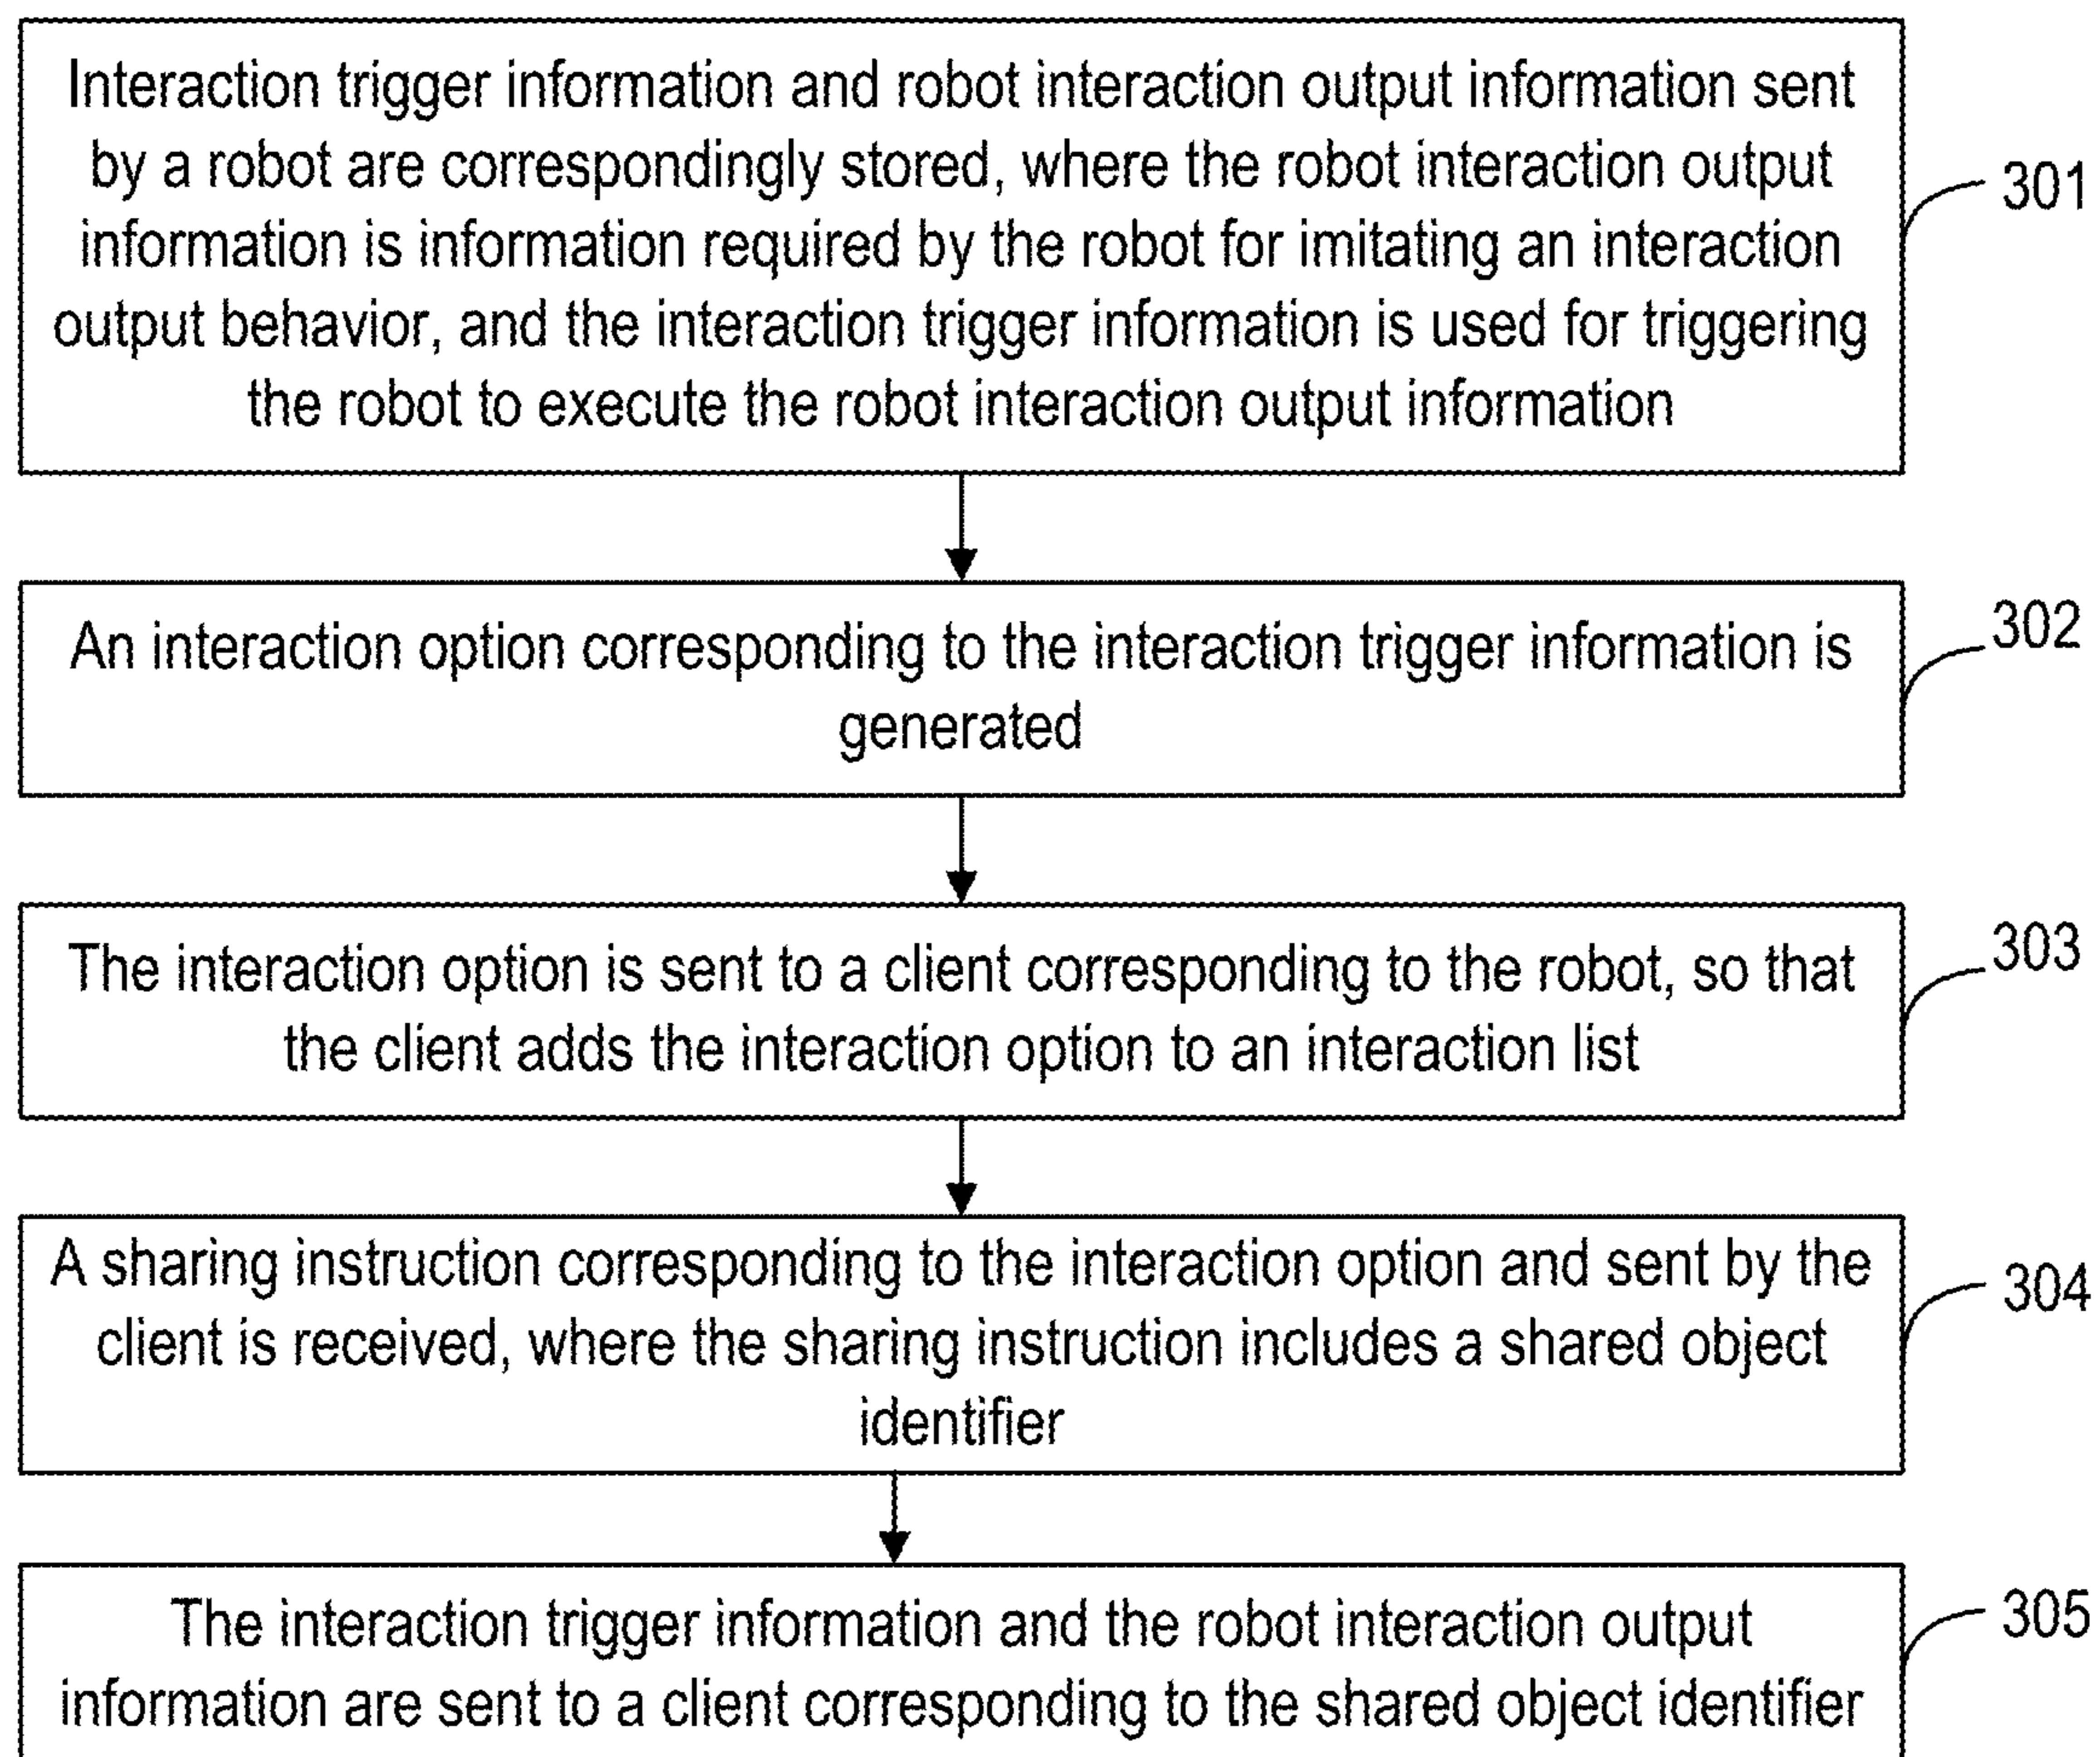 Interaction trigger information and robot interaction output information sent
by a robot are correspondingly stored, where the robot interaction output
information is information required by the robot for imitating an interaction
output behavior, and the interaction trigger information is used for triggering
the robot to execute the robot interaction output information
301
An interaction option corresponding to the interaction trigger information is
generated
302
The interaction option is sent to a client corresponding to the robot, so that
the client adds the interaction option to an interaction list
303
A sharing instruction corresponding to the interaction option and sent by the
client is received, where the sharing instruction includes a shared object
identifier
304
The interaction trigger information and the robot interaction output
information are sent to a client corresponding to the shared object identifier
305